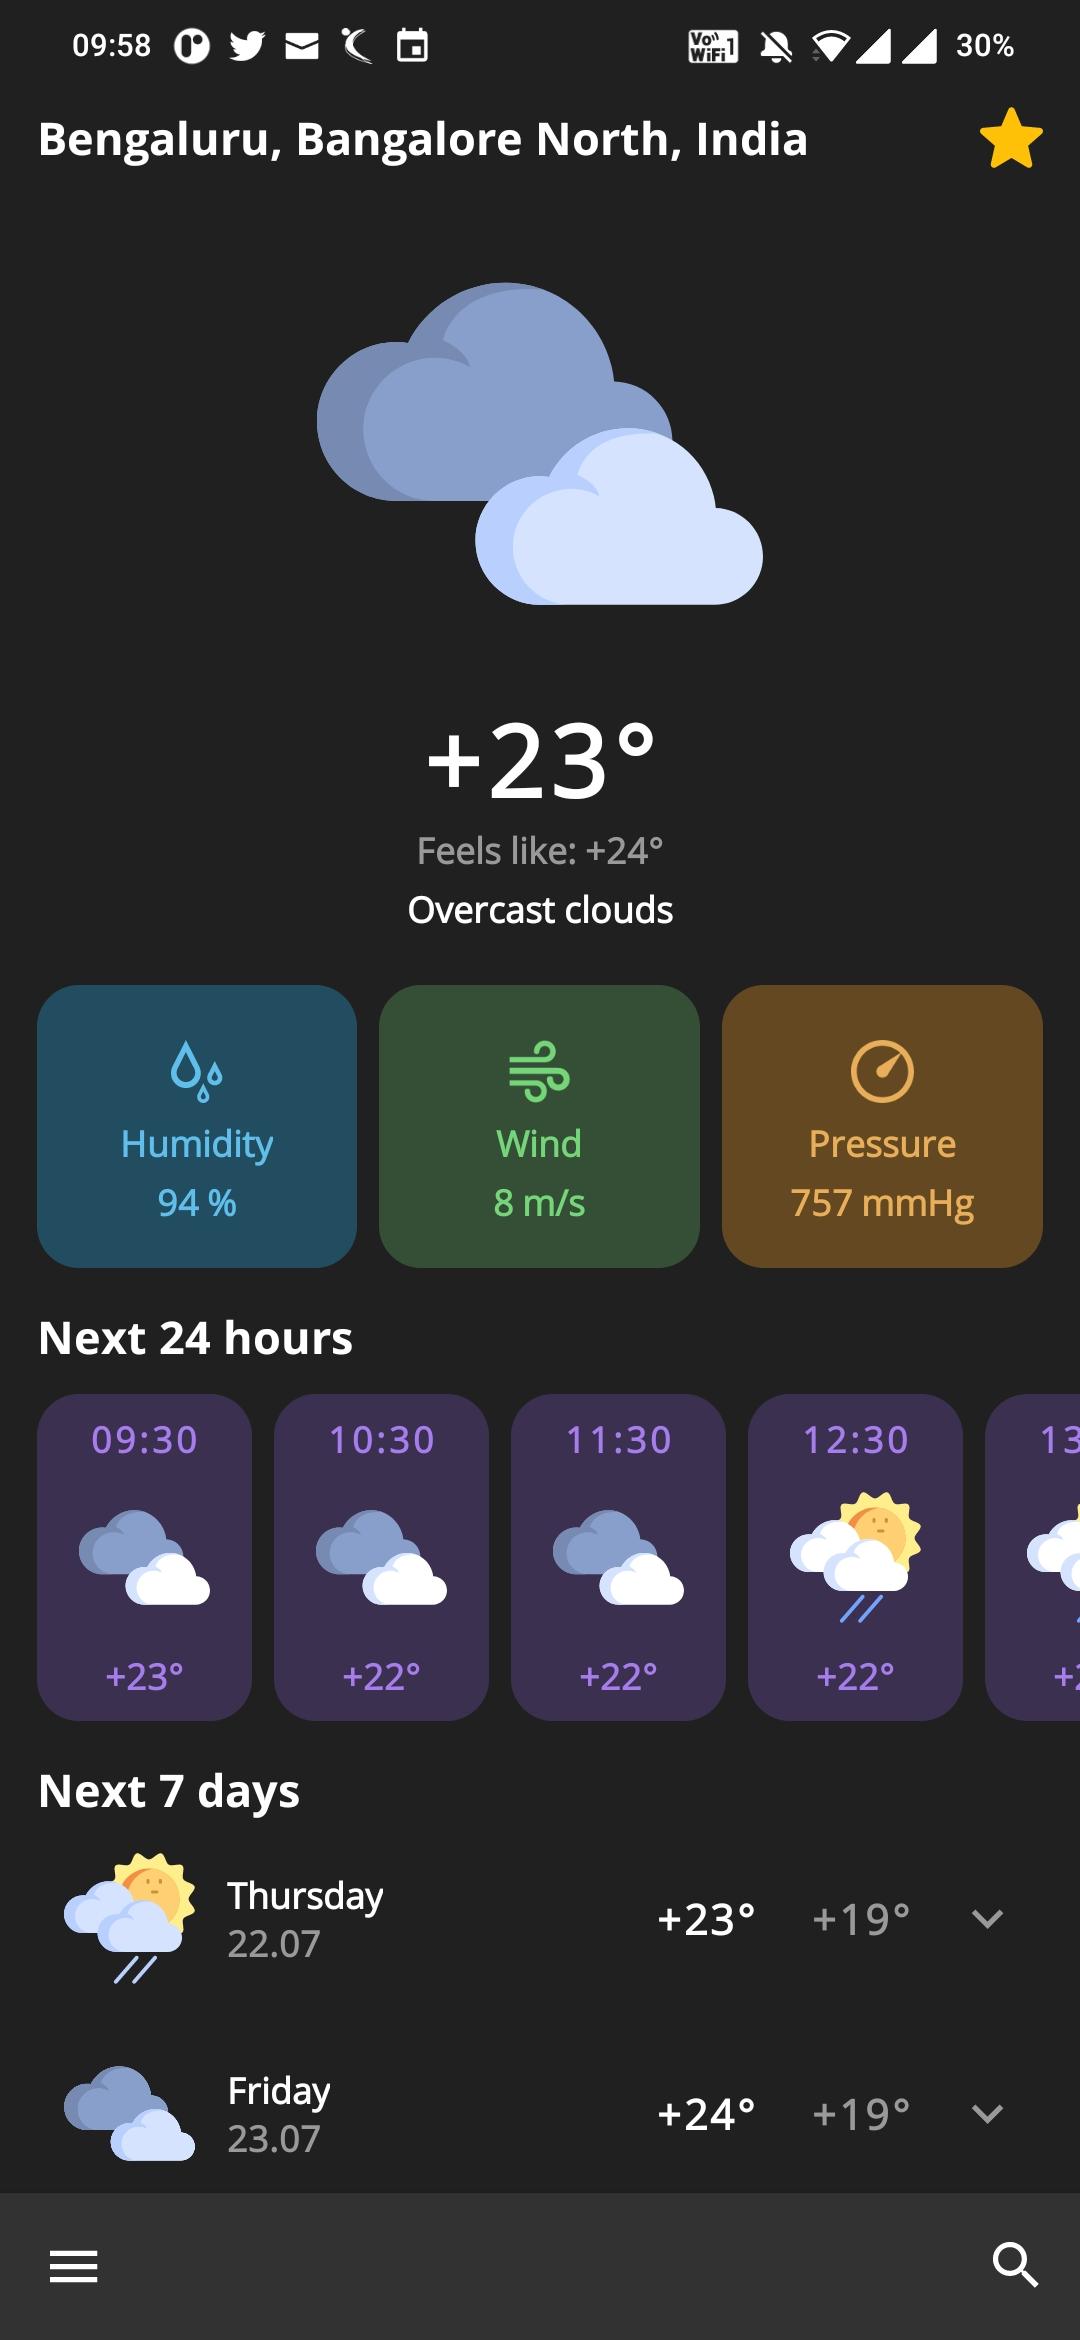 09:58 Vo)) WiFi 1 30%
Bengaluru, Bangalore North, India
+23°
Feels like: +24°
Overcast clouds
Humidity Wind Pressure
94 % 8 m/s 757 mmHg
Next 24 hours
09:30 10:30 11:30 12:30 13
+23° +22° +22° +22° +2
Next 7 days
Thursday
22.07
+23° +19°
Friday
23.07
+24° +19°